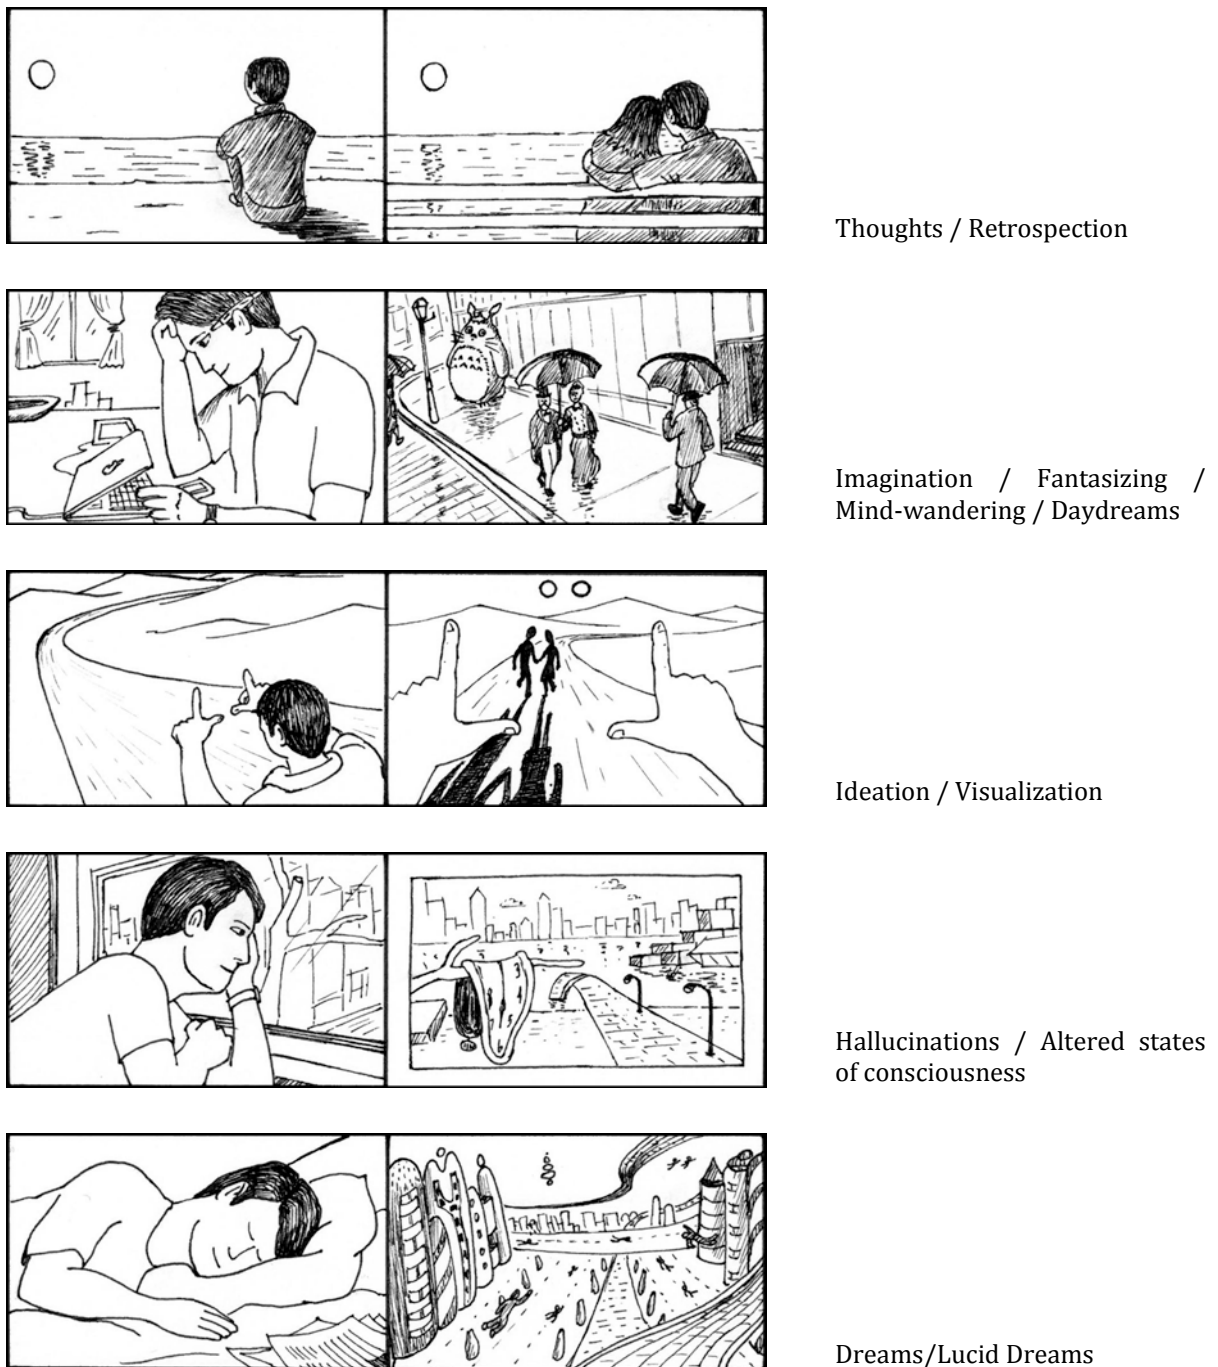 Thoughts / Retrospection
Imagination / Fantasizing /
Mind-wandering / Daydreams
Ideation / Visualization
Hallucinations / Altered states
of consciousness
Dreams/Lucid Dreams